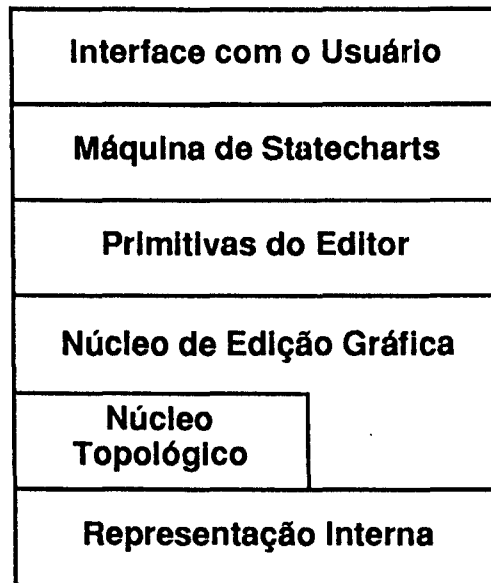 Interface com o Usuário
Máquina de Statecharts
Primitivas do Editor
Núcleo de Edição Gráfica
Núcleo
Topológico
Representação Interna